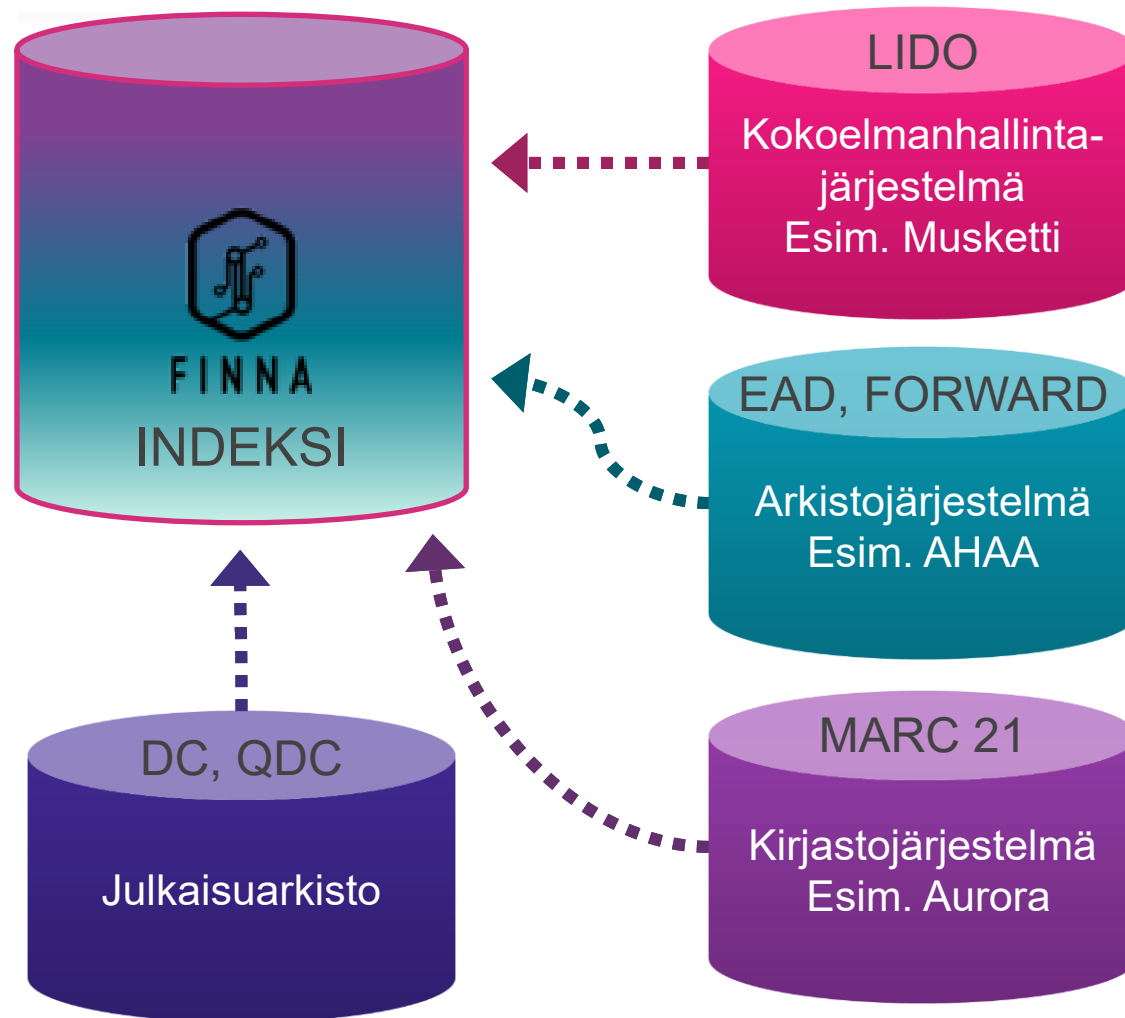 FINNA
INDEKSI
LIDO
Kokoelmanhallinta-
järjestelmä
Esim. Musketti
EAD, FORWARD
Arkistojärjestelmä
Esim. AHAA
DC, QDC
Julkaisuarkisto
MARC 21
Kirjastojärjestelmä
Esim. Aurora